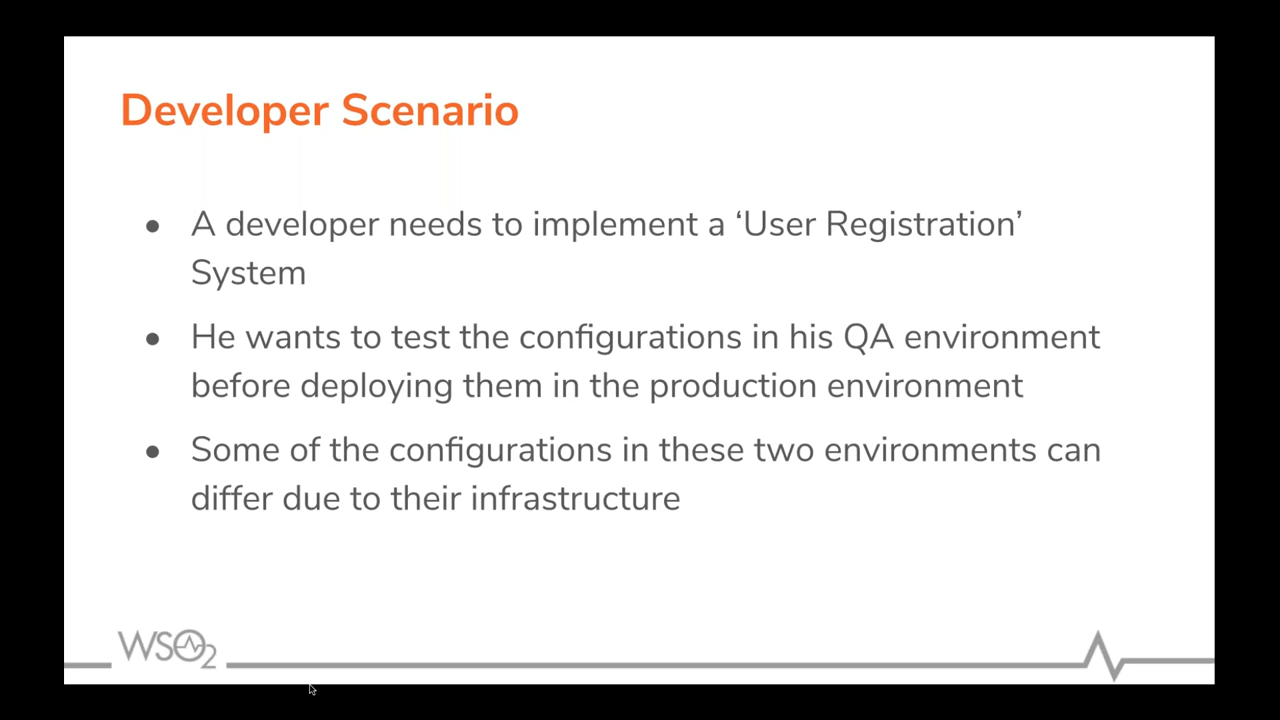 Developer Scenario
● A developer needs to implement a ‘User Registration’
System
● He wants to test the configurations in his QA environment
before deploying them in the production environment
● Some of the configurations in these two environments can
differ due to their infrastructure
WSO2